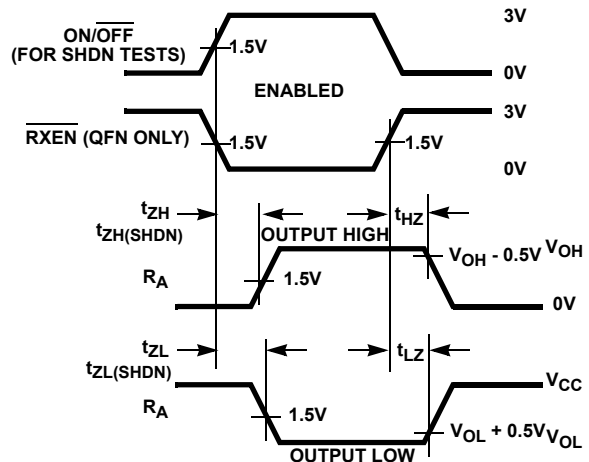 ON/OFF
(FOR SHDN TESTS)
1.5V
3V
0V
ENABLED
RXEN (QFN ONLY)
1.5V
1.5V
3V
0V
tZH
tZH(SHDN)
tHZ
OUTPUT HIGH
VOH - 0.5V
VOH
RA
1.5V
0V
tZL
tZL(SHDN)
tLZ
RA
VCC
1.5V
VOL + 0.5V
VOL
OUTPUT LOW